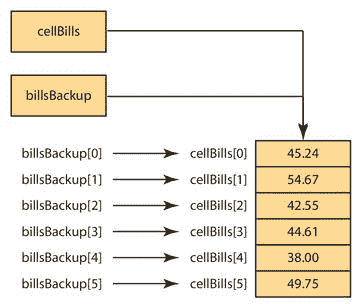 cellBills
billsBackup
billsBackup[0] cellBills[0] 45.24
billsBackup[1] cellBills[1] 54.67
billsBackup[2] cellBills[2] 42.55
billsBackup[3] cellBills[3] 44.61
billsBackup[4] cellBills[4] 38.00
billsBackup[5] cellBills[5] 49.75